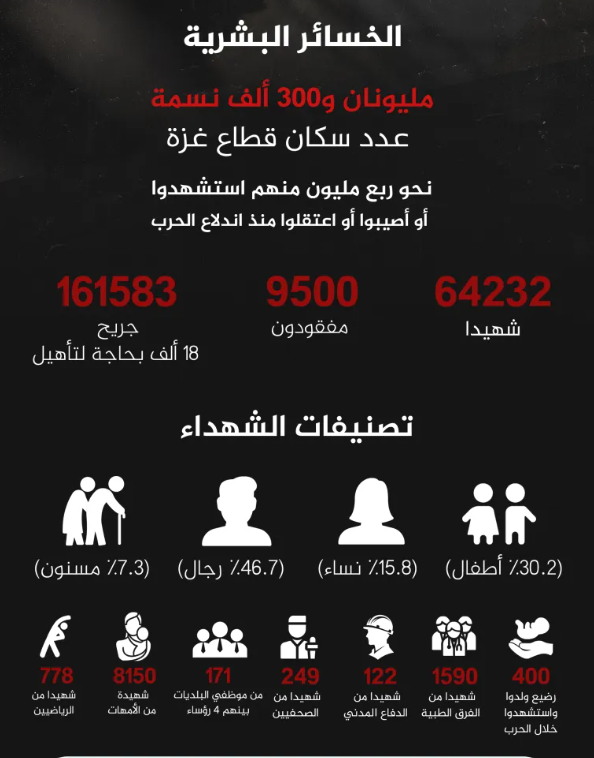 الخسائر البشرية
مليونان و300 ألف نسمة
عدد سكان قطاع غزة
نحو ربع مليون منهم استشهدوا
أو أصيبوا أو اعتقلوا منذ اندلاع الحرب
64232
شهيدا
9500
مفقودون
161583
جريح
18 ألف بحاجة لتأهيل
تصنيفات الشهداء
(30.2٪ أطفال)
(15.8٪ نساء)
(46.7٪ رجال)
(7.3٪ مسنون)
400
رضيع ولدوا
واستشهدوا
خلال الحرب
1590
شهيدا من
الفرق الطبية
122
شهيدا من
الدفاع المدني
249
شهيدا من
الصحفيين
171
من موظفي البلديات
بينهم 4 رؤساء
8150
شهيدة
من الأمهات
778
شهيدا من
الرياضيين